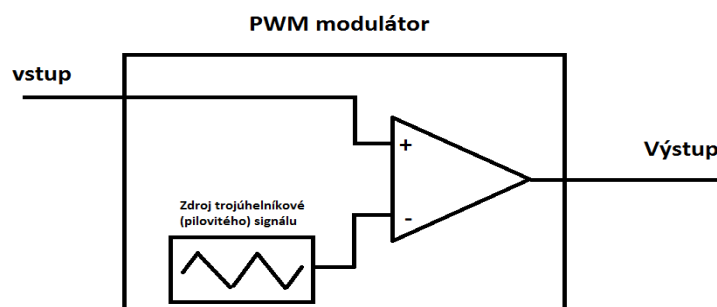 PWM modulátor
vstup
+
Výstup
Zdroj trojúhelníkové
(pilovitého) signálu
-